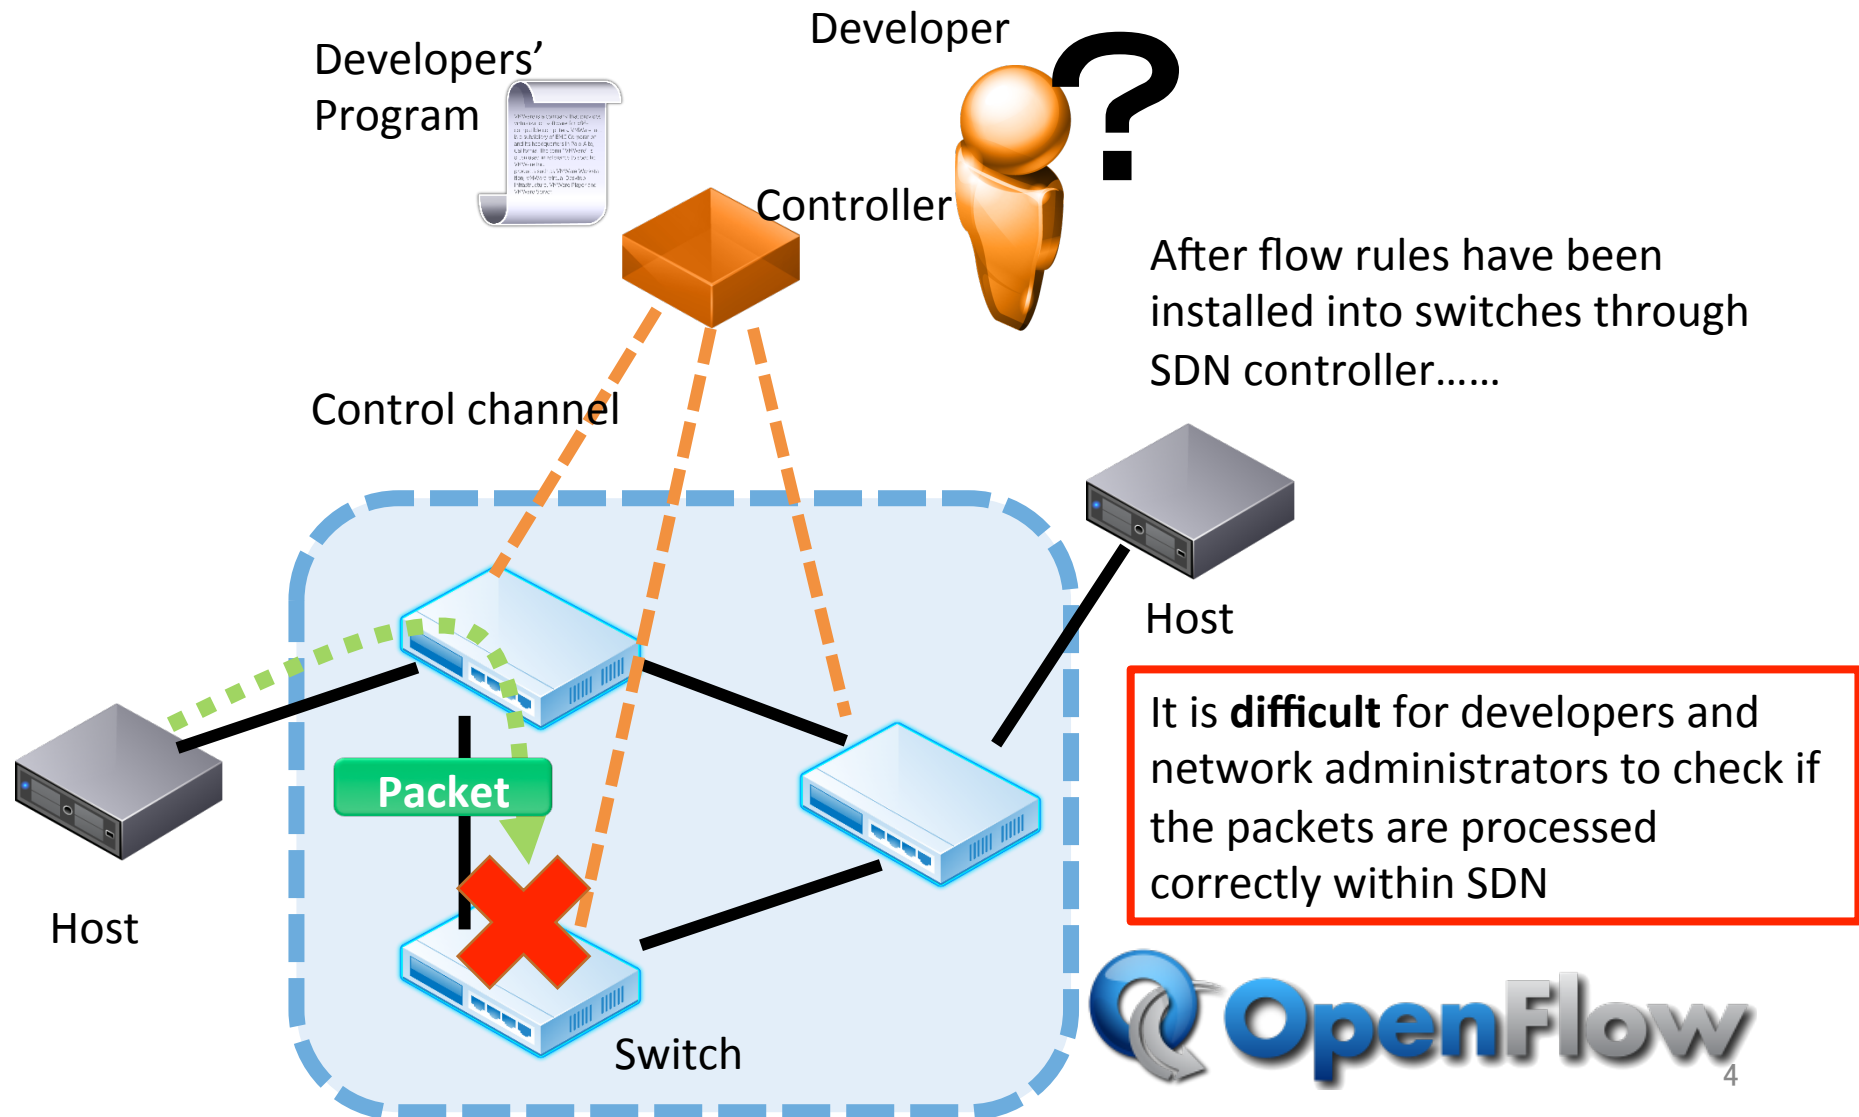 Developers’
Program
Developer
Controller
After flow rules have been
installed into switches through
SDN controller……
Control channel
Host
It is difficult for developers and
network administrators to check if
the packets are processed
correctly within SDN
Packet
Host
Switch
OpenFlow
4